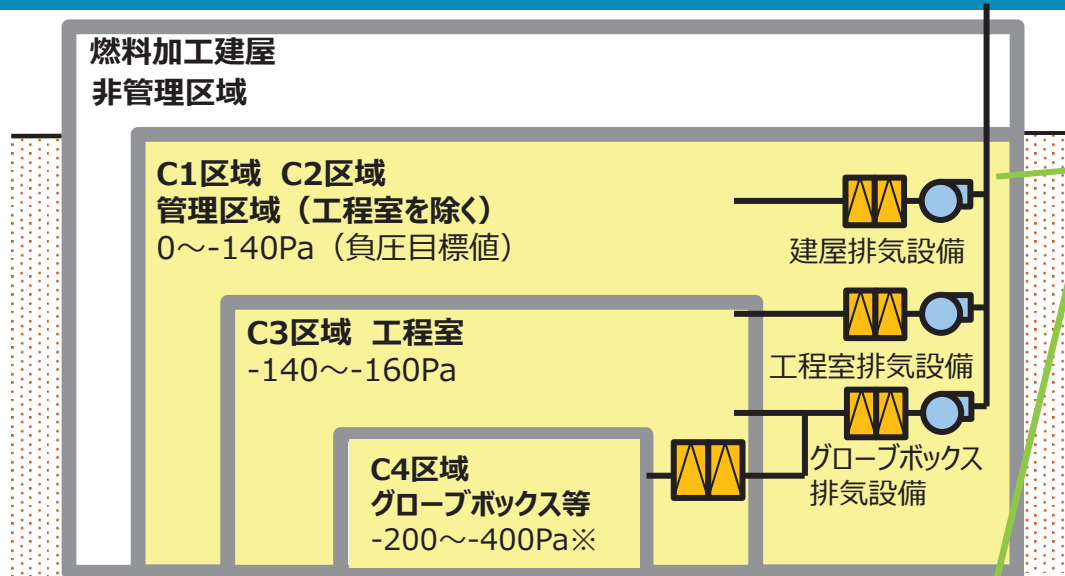 燃料加工建屋
非管理区域
C1区域 C2区域
管理区域（工程室を除く）
0～-140Pa（負圧目標値）
建屋排気設備
C3区域 工程室
-140～-160Pa
工程室排気設備
C4区域
グローブボックス等
-200～-400Pa※
グローブボックス
排気設備